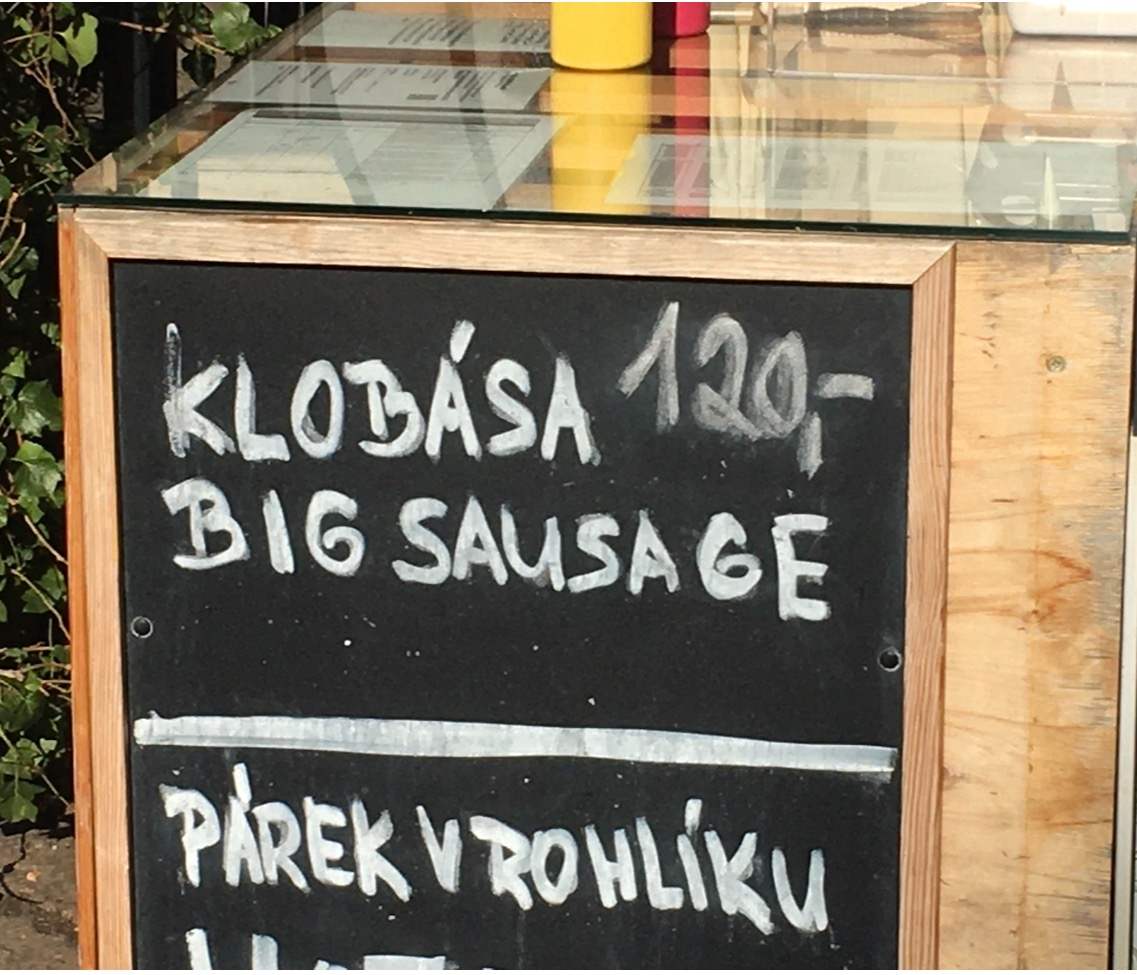 KLOBÁSA 120,-
BIG SAUSAGE
PÁREK V ROHLÍKU